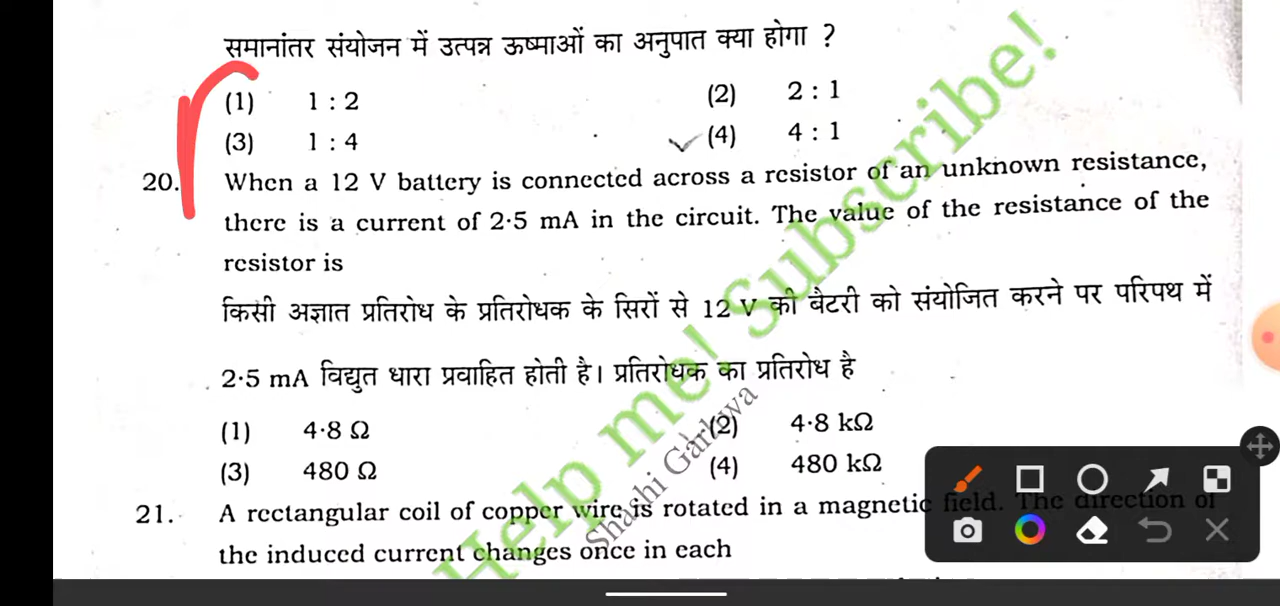 समानांतर संयोजन में उत्पन्न ऊष्माओं का अनुपात क्या होगा ?
(1) 1 : 2 (2) 2 : 1
(3) 1 : 4 (4) 4 : 1
20. When a 12 V battery is connected across a resistor of an unknown resistance,
there is a current of 2·5 mA in the circuit. The value of the resistance of the
resistor is
किसी अज्ञात प्रतिरोध के प्रतिरोधक के सिरों से 12 V की बैटरी को संयोजित करने पर परिपथ में
2·5 mA विद्युत धारा प्रवाहित होती है। प्रतिरोधक का प्रतिरोध है
(1) 4·8 Ω (2) 4·8 kΩ
(3) 480 Ω (4) 480 kΩ
21. A rectangular coil of copper wire is rotated in a magnetic field. The direction of
the induced current changes once in each
Help me! Subscribe!
Shashi Garhwa